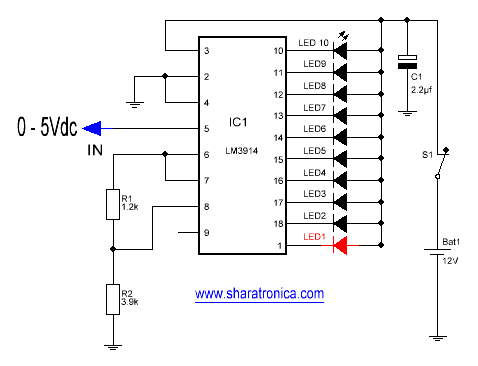 LED 10
3 10
2 11 LED9
4 12 LED8
IC1
13 LED7
0 - 5Vdc
IN
5 14 LED6
LM3914
6 15 LED5
7 16 LED4
8 17 LED3
18 LED2
9 1 LED1
R1
1.2k
R2
3.9k
C1
2.2µf
S1
Bat1
12V
www.sharatronica.com